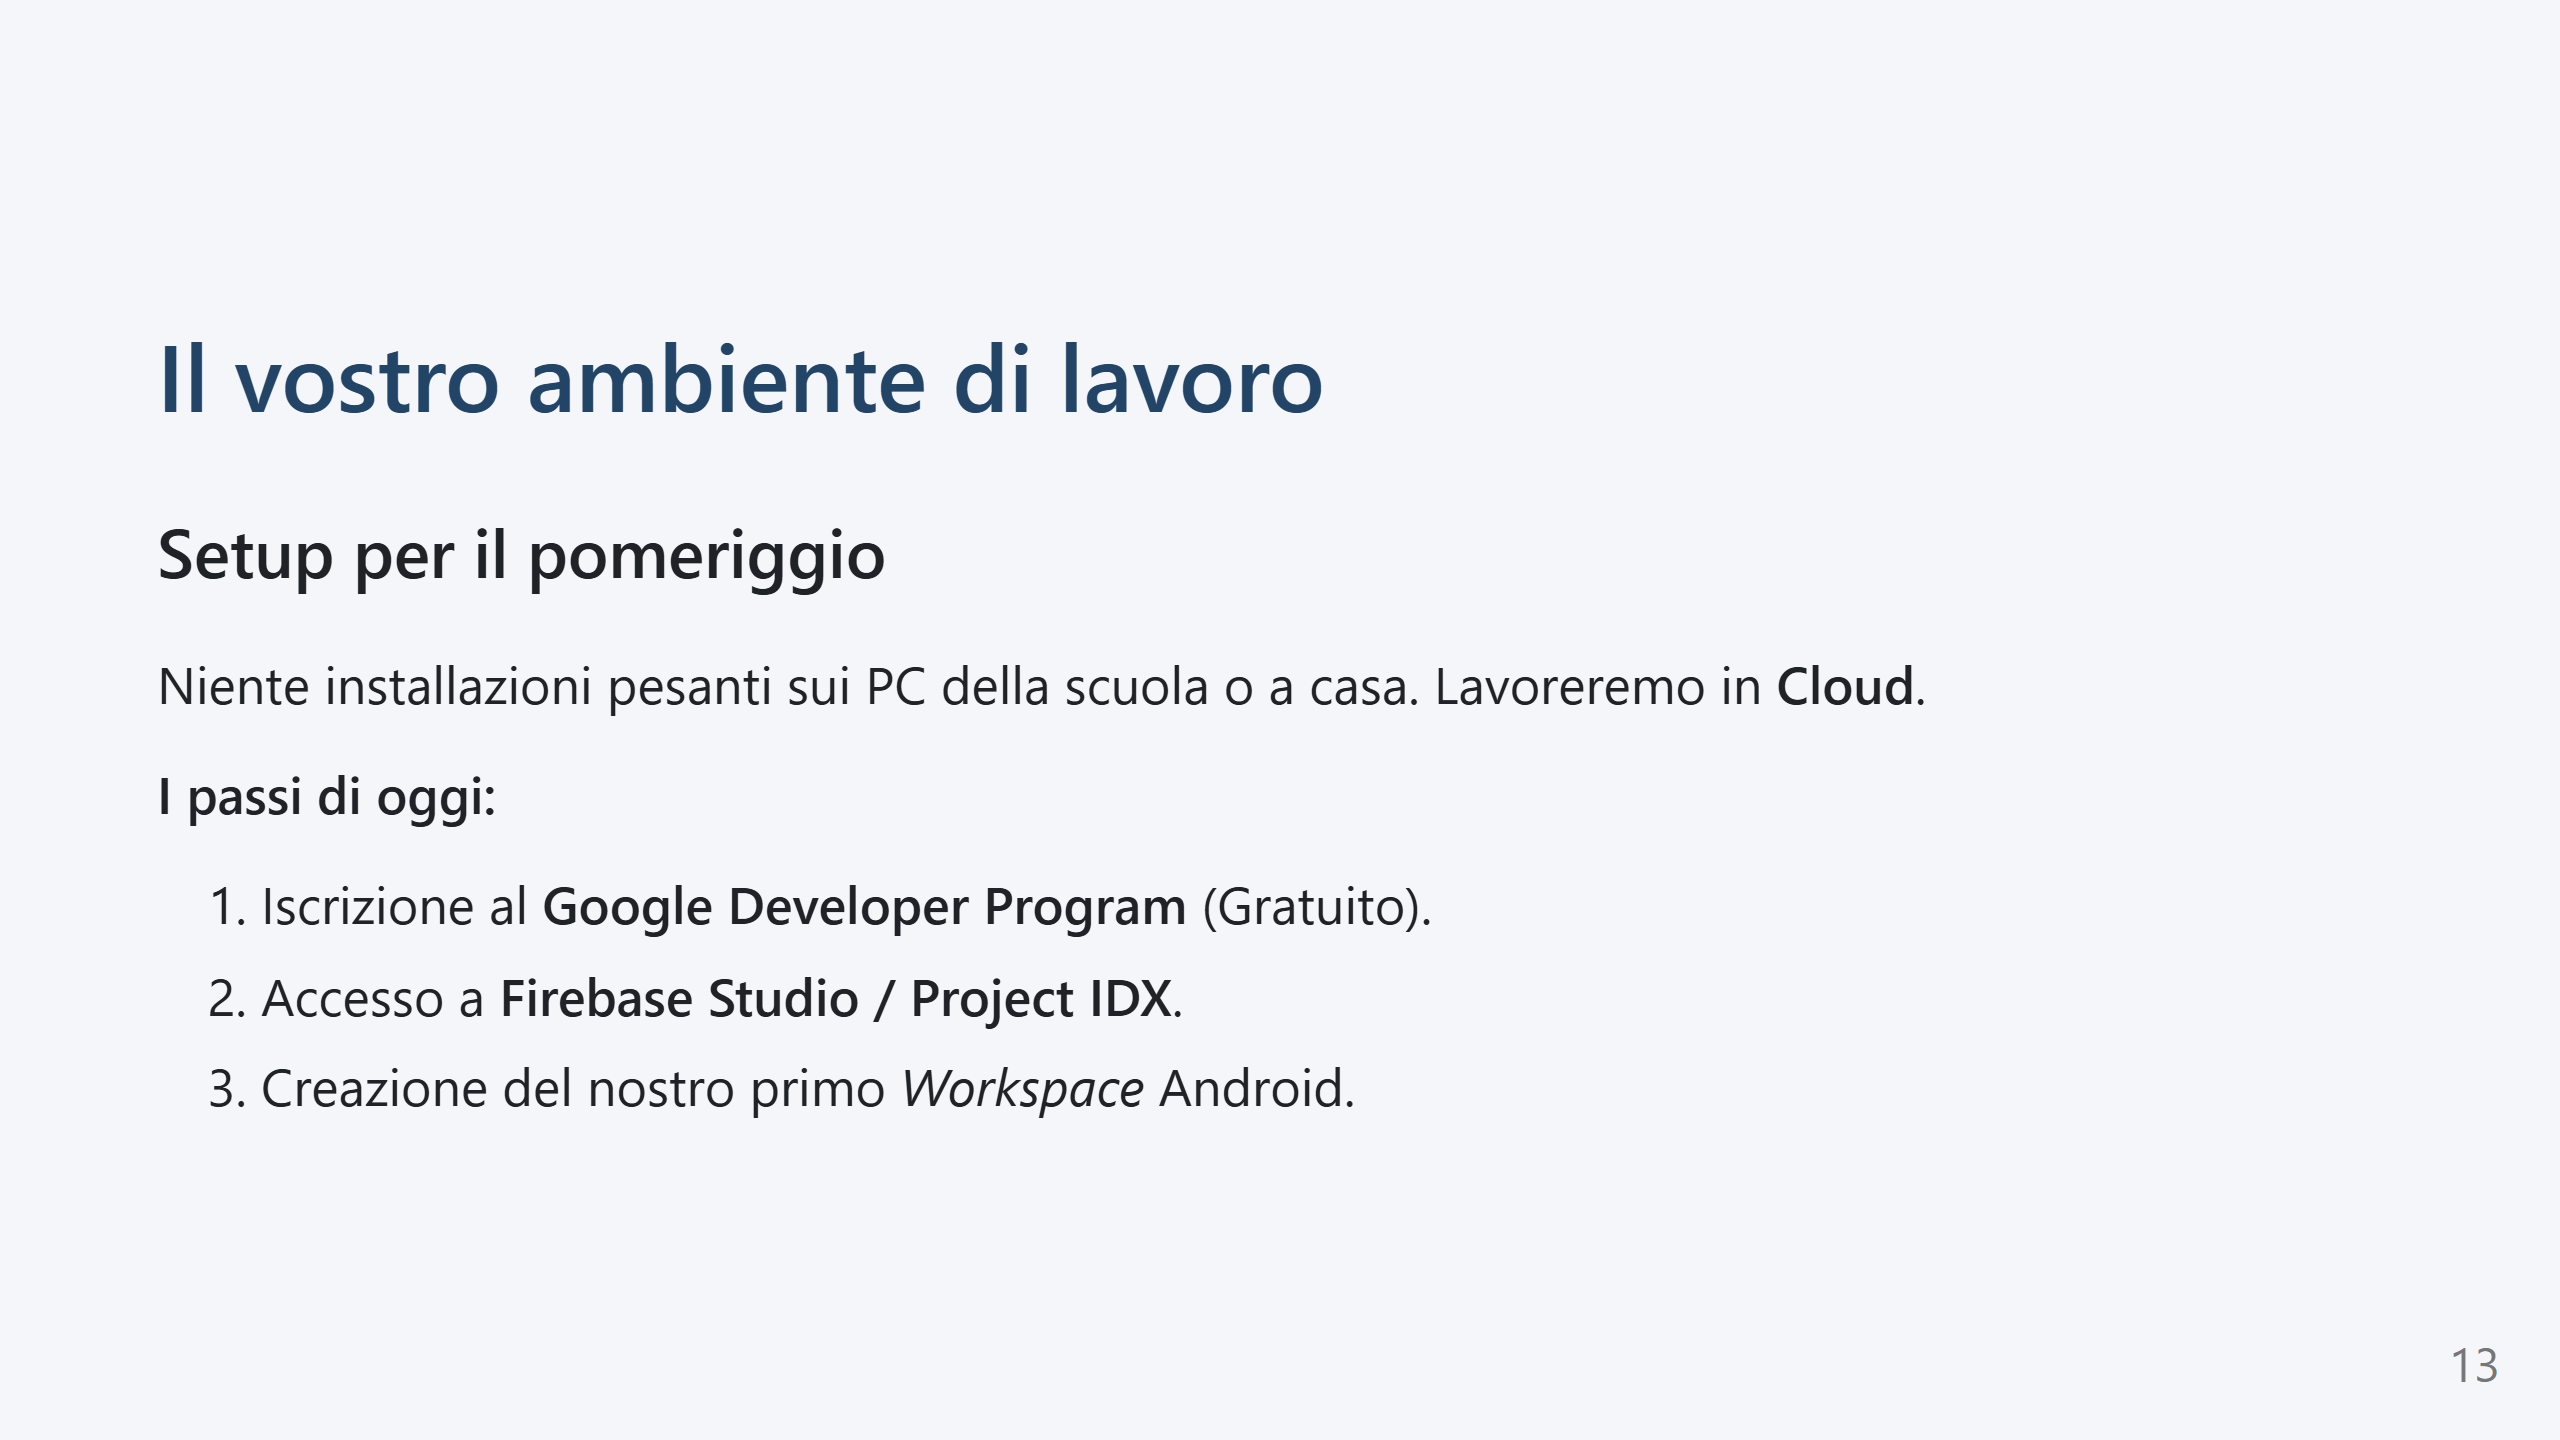 Il vostro ambiente di lavoro
Setup per il pomeriggio
Niente installazioni pesanti sui PC della scuola o a casa. Lavoreremo in Cloud.
I passi di oggi:
1. Iscrizione al Google Developer Program (Gratuito).
2. Accesso a Firebase Studio / Project IDX.
3. Creazione del nostro primo Workspace Android.
13